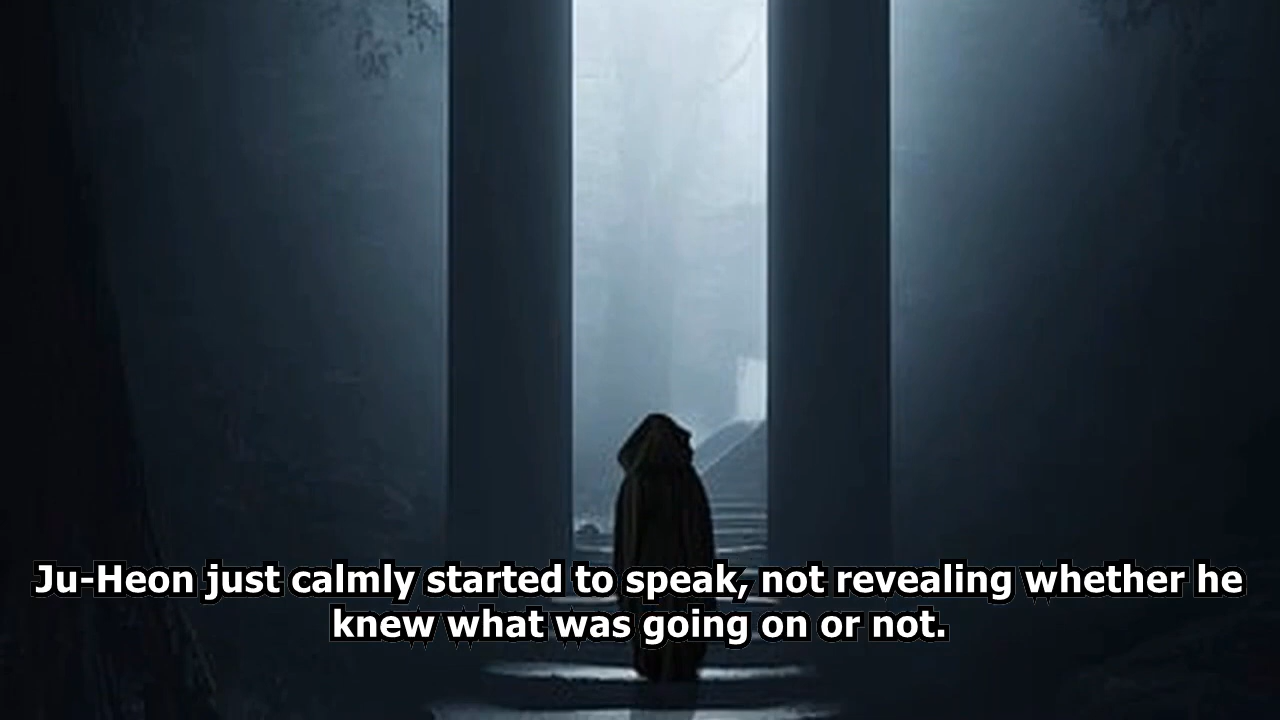 Ju-Heon just calmly started to speak, not revealing whether he
knew what was going on or not.